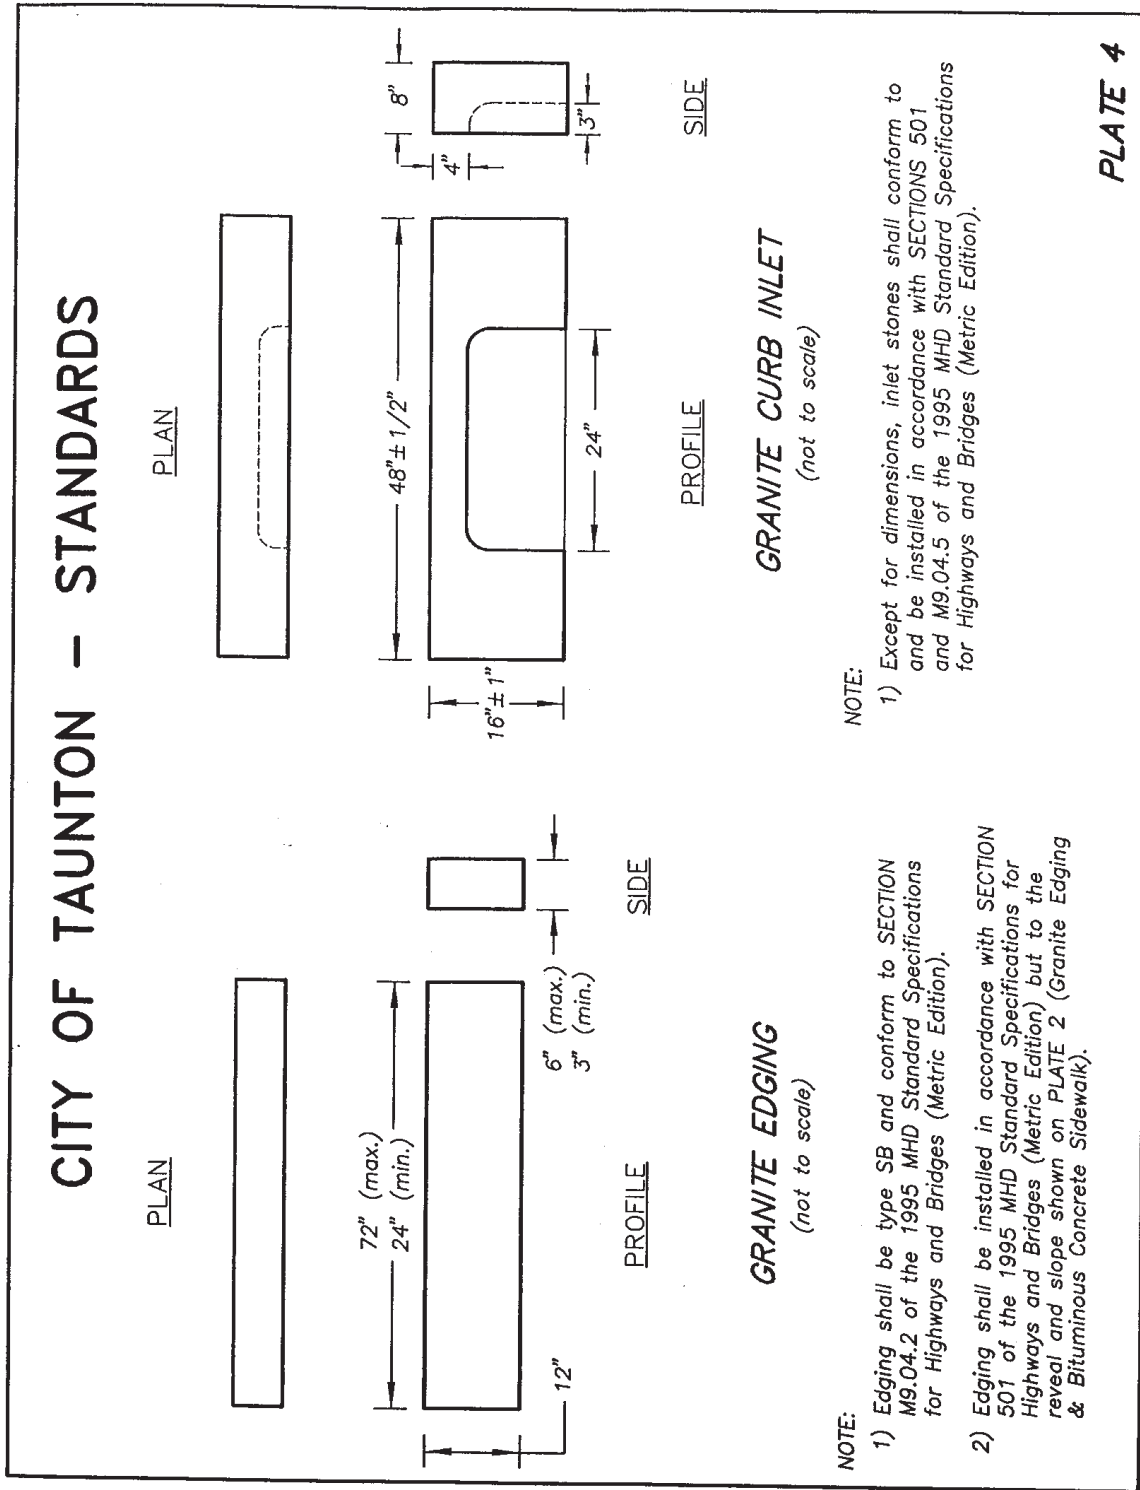 CITY OF TAUNTON – STANDARDS
PLAN
72" (max.)
24" (min.)
12"
6" (max.)
3" (min.)
PROFILE
SIDE
GRANITE EDGING
(not to scale)
NOTE:
1) Edging shall be type SB and conform to SECTION
M9.04.2 of the 1995 MHD Standard Specifications
for Highways and Bridges (Metric Edition).
2) Edging shall be installed in accordance with SECTION
501 of the 1995 MHD Standard Specifications for
Highways and Bridges (Metric Edition) but to the
reveal and slope shown on PLATE 2 (Granite Edging
& Bituminous Concrete Sidewalk).
PLAN
48"± 1/2"
16"± 1"
24"
8"
4"
3"
PROFILE
SIDE
GRANITE CURB INLET
(not to scale)
NOTE:
1) Except for dimensions, inlet stones shall conform to
and be installed in accordance with SECTIONS 501
and M9.04.5 of the 1995 MHD Standard Specifications
for Highways and Bridges (Metric Edition).
PLATE 4